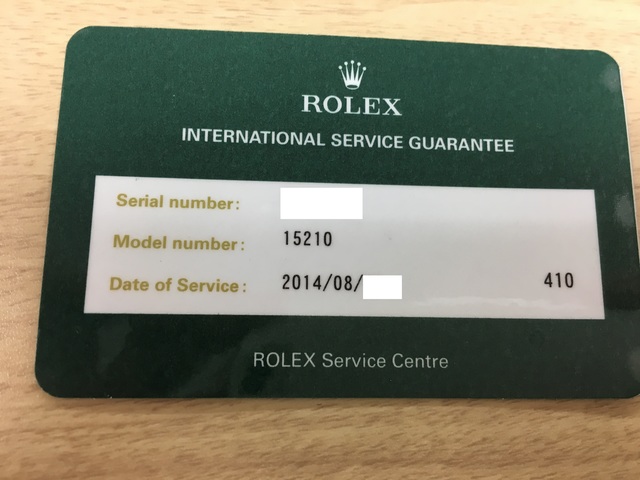 ROLEX
INTERNATIONAL SERVICE GUARANTEE
Serial number:
Model number: 15210
Date of Service: 2014/08/ 410
ROLEX Service Centre